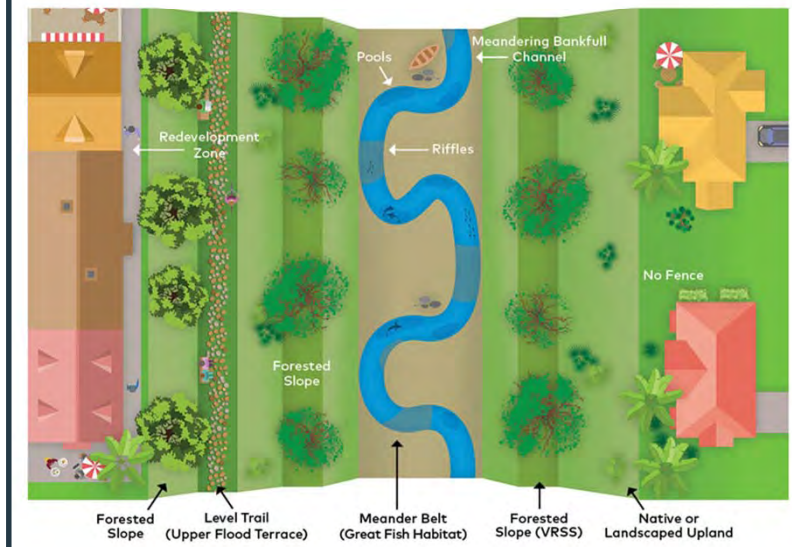 Meandering Bankfull
Channel
Pools
Redevelopment
Zone
Riffles
No Fence
Forested
Slope
Forested
Slope
Level Trail
(Upper Flood Terrace)
Meander Belt
(Great Fish Habitat)
Forested
Slope (VRSS)
Native or
Landscaped Upland